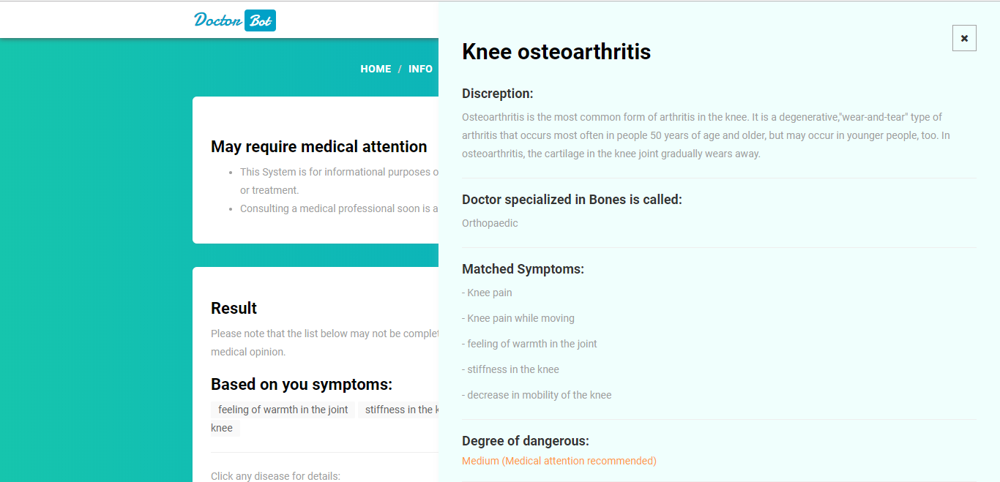 Doctor Bot
HOME / INFO
May require medical attention
This System is for informational purposes
or treatment.
Consulting a medical professional soon is
Result
Please note that the list below may not be
medical opinion.
Based on you symptoms:
feeling of warmth in the joint stiffness in the
knee
Click any disease for details:
Knee osteoarthritis
Discreption:
Osteoarthritis is the most common form of arthritis in the knee. It is a degenerative,"wear-and-tear" type of
arthritis that occurs most often in people 50 years of age and older, but may occur in younger people, too. In
osteoarthritis, the cartilage in the knee joint gradually wears away.
Doctor specialized in Bones is called:
Orthopaedic
Matched Symptoms:
- Knee pain
- Knee pain while moving
- feeling of warmth in the joint
- stiffness in the knee
- decrease in mobility of the knee
Degree of dangerous:
Medium (Medical attention recommended)